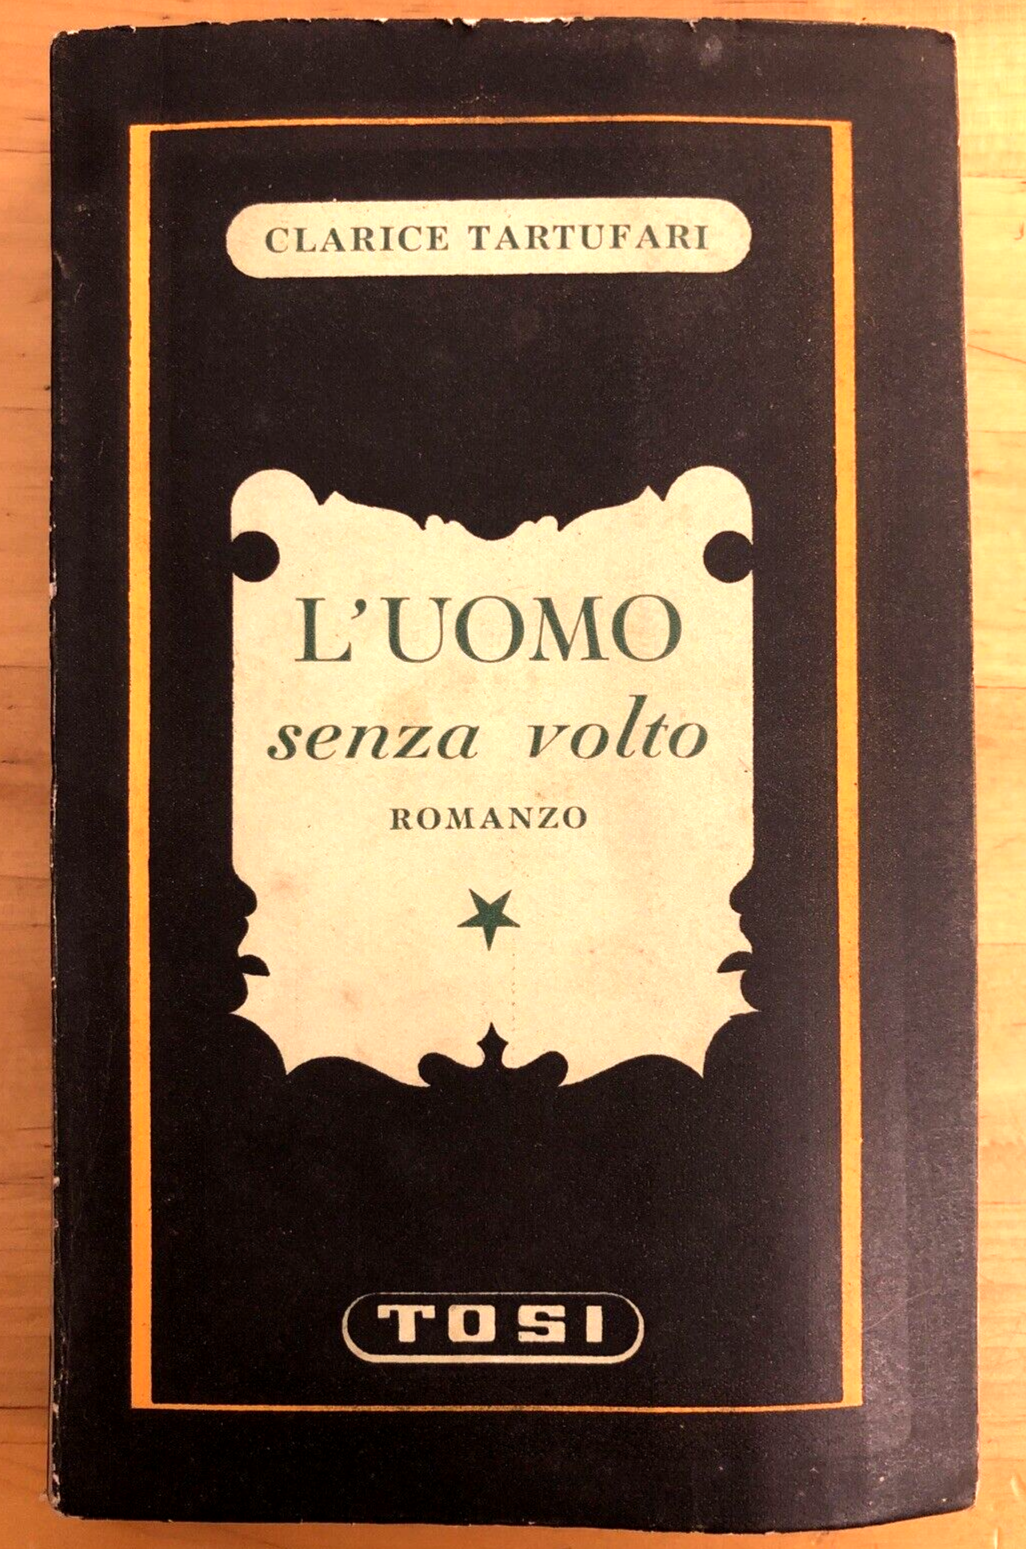 CLARICE TARTUFARI
L'UOMO
senza volto
ROMANZO
TOSI